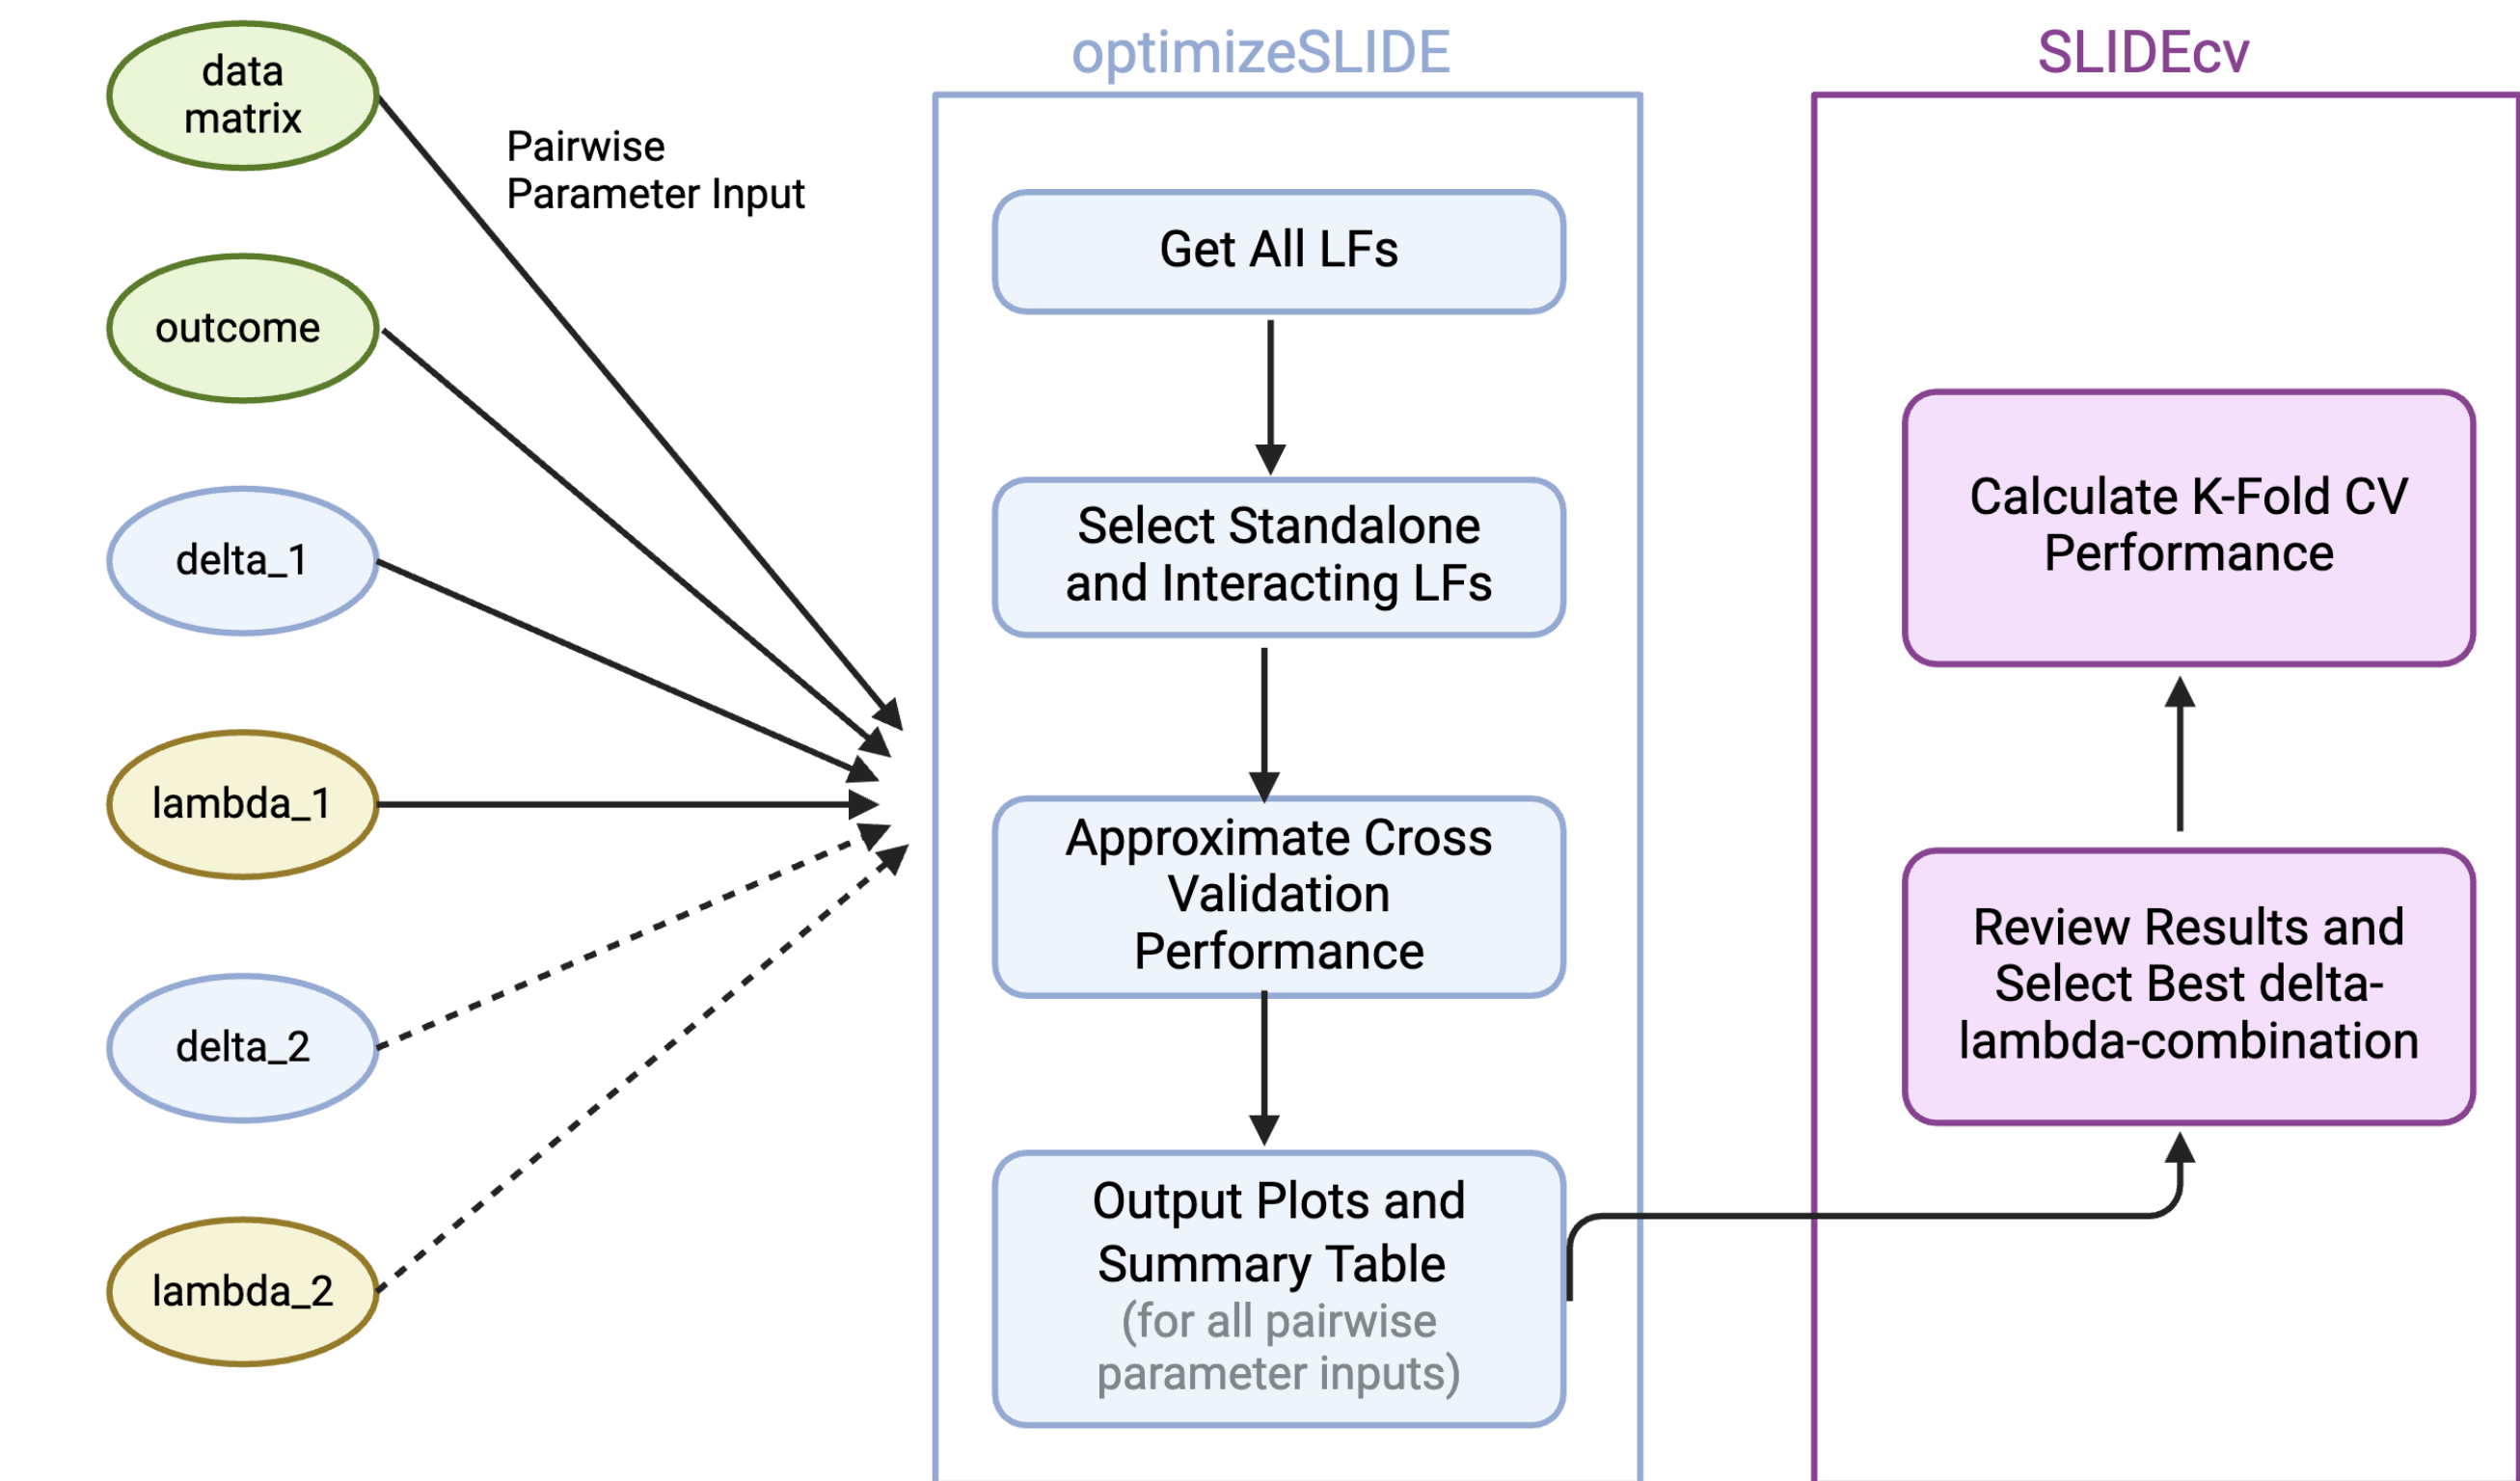 data
matrix
outcome
delta_1
lambda_1
delta_2
lambda_2
Pairwise
Parameter Input
optimizeSLIDE
Get All LFs
Select Standalone
and Interacting LFs
Approximate Cross
Validation
Performance
Output Plots and
Summary Table
(for all pairwise
parameter inputs)
SLIDEcv
Calculate K-Fold CV
Performance
Review Results and
Select Best delta-
lambda-combination